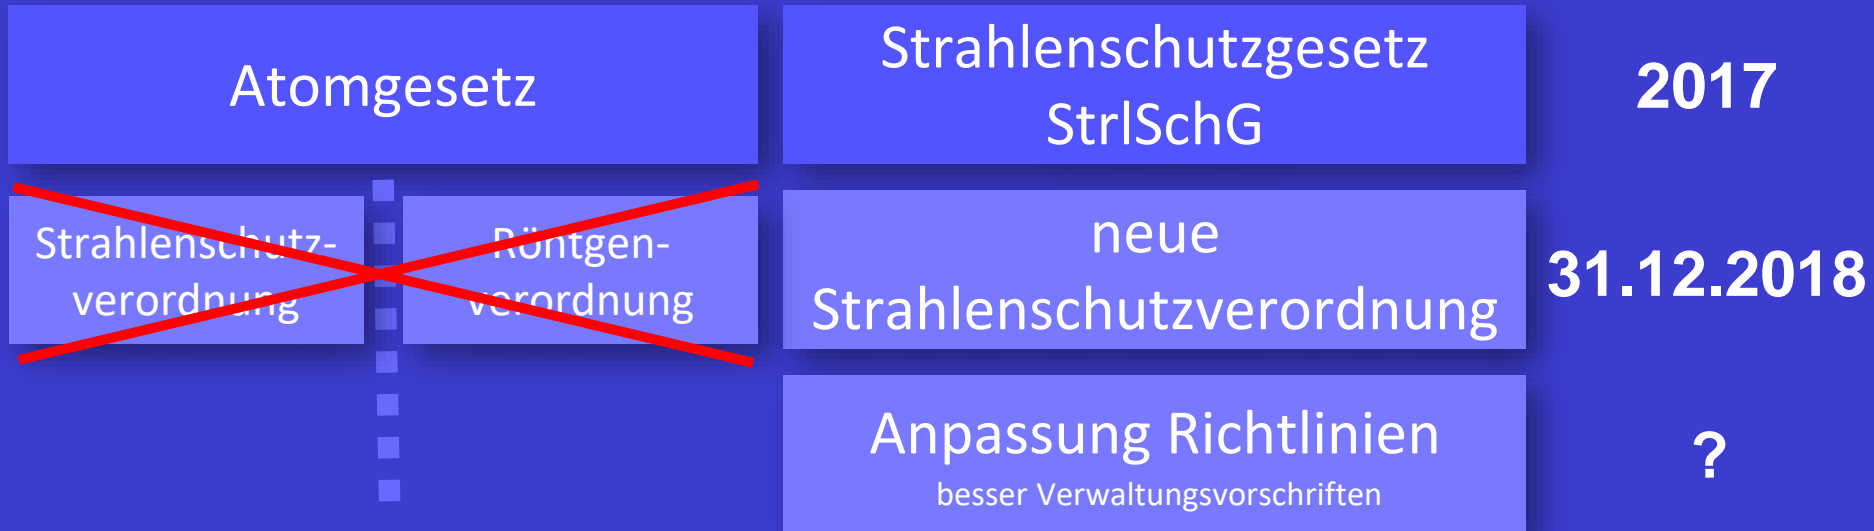 Atomgesetz
Strahlenschutzgesetz
StrlSchG
2017
Strahlenschutz-
verordnung
Röntgen-
verordnung
neue
Strahlenschutzverordnung
31.12.2018
Anpassung Richtlinien
besser Verwaltungsvorschriften
?